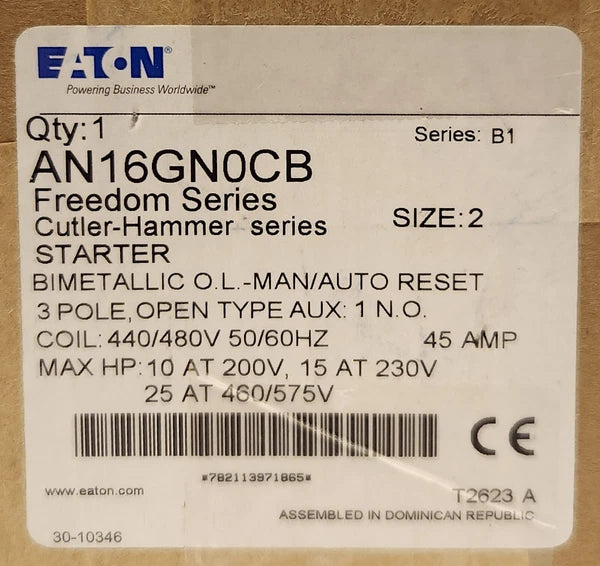 EATON®
Powering Business Worldwide™
Qty: 1 Series: B1
AN16GN0CB
Freedom Series
Cutler-Hammer series SIZE: 2
STARTER
BIMETALLIC O.L.-MAN/AUTO RESET
3 POLE, OPEN TYPE AUX: 1 N.O.
COIL: 440/480V 50/60HZ 45 AMP
MAX HP: 10 AT 200V, 15 AT 230V
25 AT 460/575V
CE
*782113971865*
www.eaton.com T2623 A
ASSEMBLED IN DOMINICAN REPUBLIC
30-10346